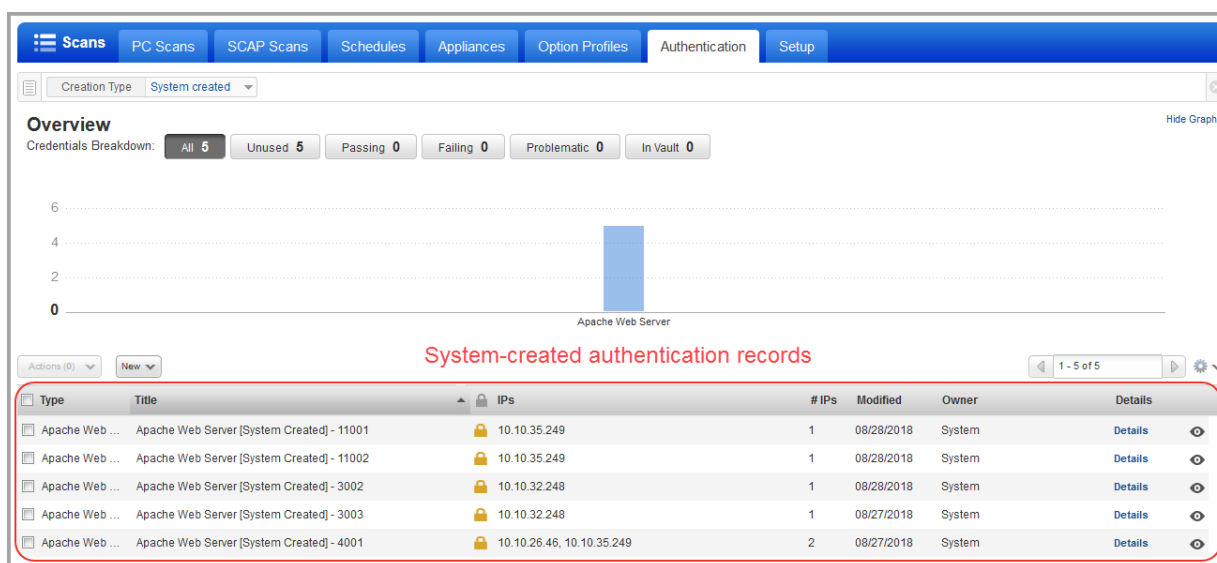 Scans PC Scans SCAP Scans Schedules Appliances Option Profiles Authentication Setup
Creation Type System created
Overview
Hide Graph
Credentials Breakdown: All 5 Unused 5 Passing 0 Failing 0 Problematic 0 In Vault 0
6
4
2
0
Apache Web Server
System-created authentication records
Actions (0) New 1 - 5 of 5
Type Title IPs # IPs Modified Owner Details
Apache Web ... Apache Web Server [System Created] - 11001 10.10.35.249 1 08/28/2018 System Details
Apache Web ... Apache Web Server [System Created] - 11002 10.10.35.249 1 08/28/2018 System Details
Apache Web ... Apache Web Server [System Created] - 3002 10.10.32.248 1 08/28/2018 System Details
Apache Web ... Apache Web Server [System Created] - 3003 10.10.32.248 1 08/27/2018 System Details
Apache Web ... Apache Web Server [System Created] - 4001 10.10.26.46, 10.10.35.249 2 08/27/2018 System Details